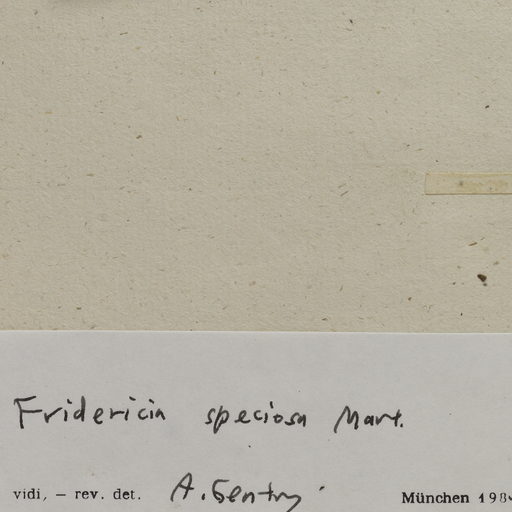 Fridericia speciosa Mart.
vidi, — rev. det. A. Gentry München 198